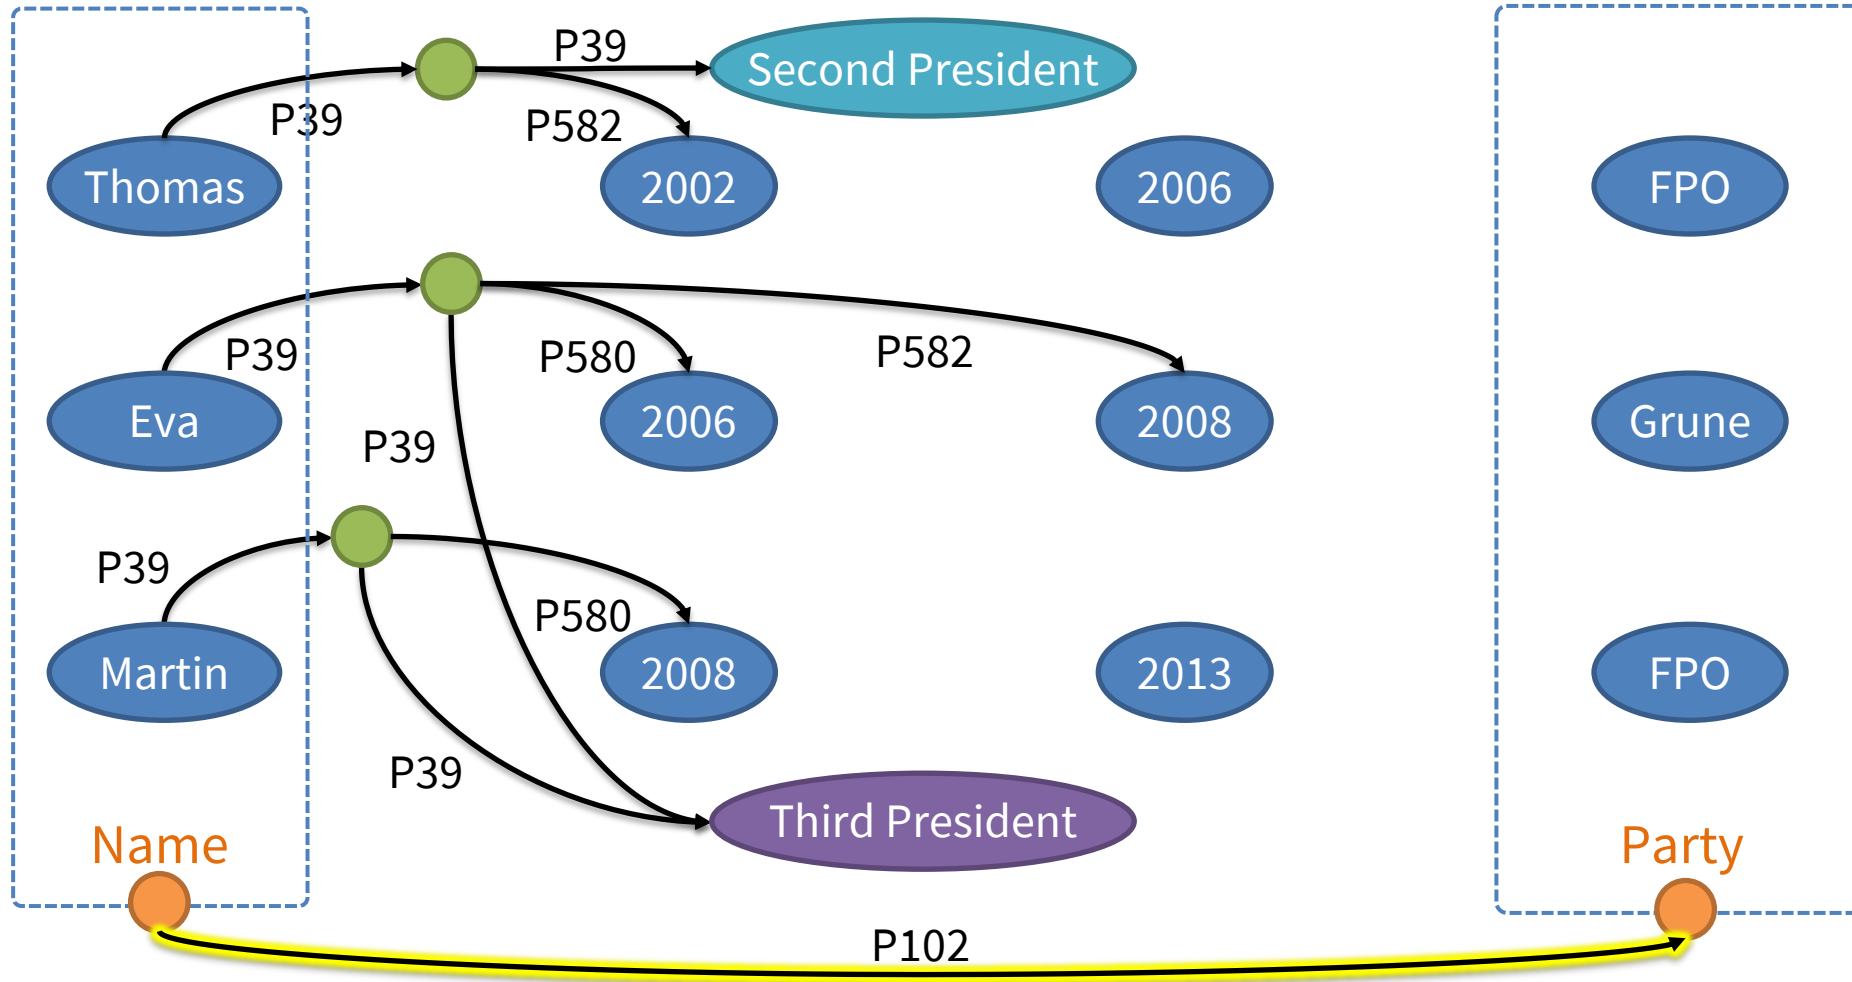 P39
Second President
P39
P582
Thomas
2002
2006
FPO
P39
P580
P582
Eva
2006
2008
Grune
P39
P39
P580
Martin
2008
2013
FPO
P39
Third President
Name
Party
P102